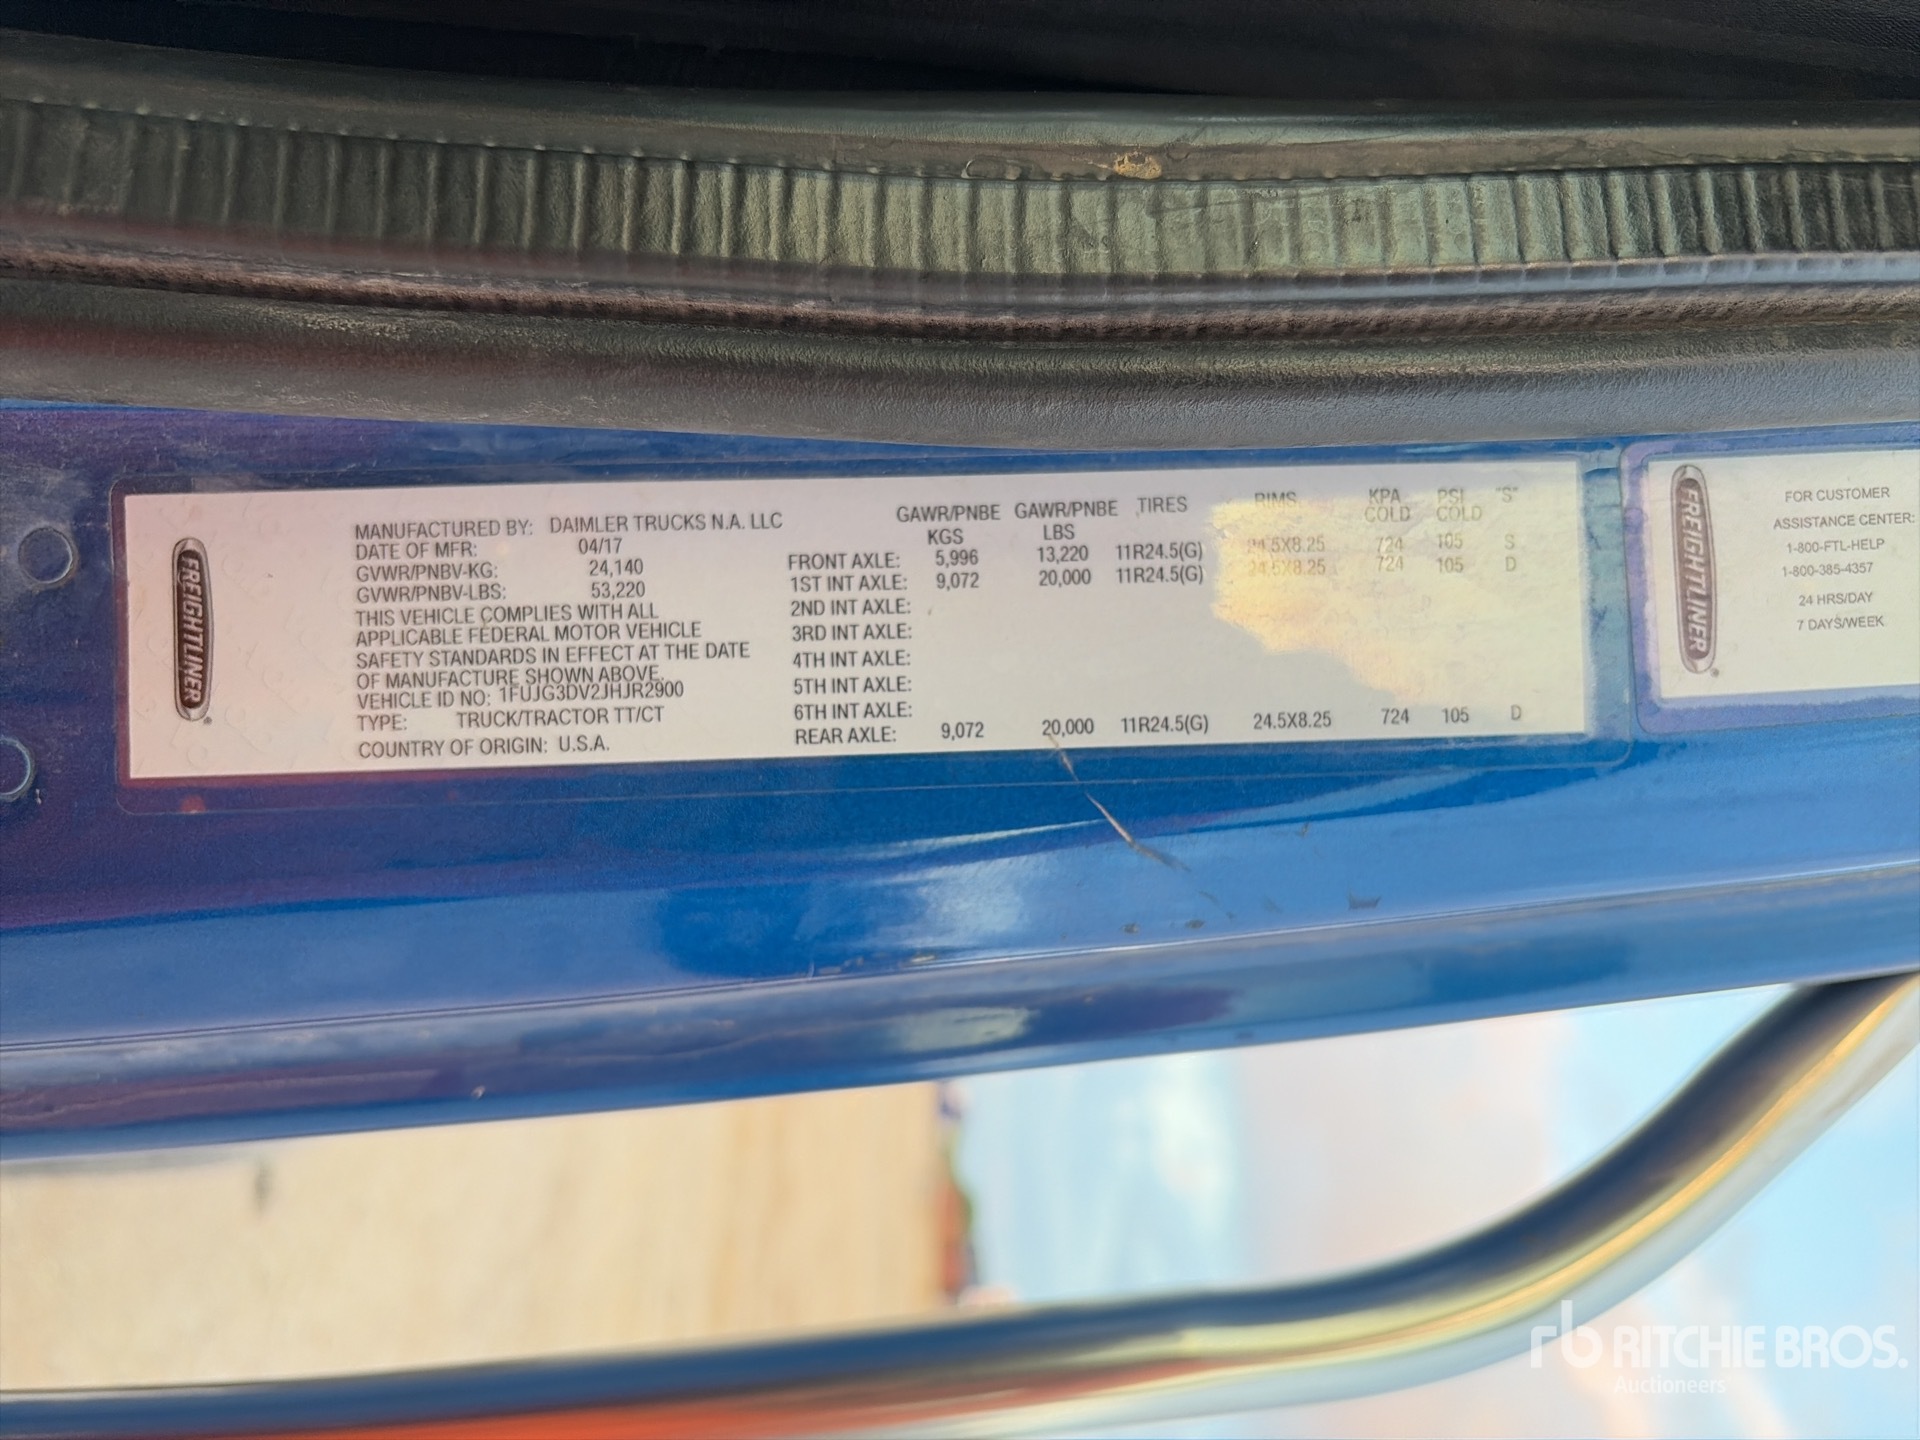 FREIGHTLINER
MANUFACTURED BY: DAIMLER TRUCKS N.A. LLC
DATE OF MFR: 04/17
GVWR/PNBV-KG: 24,140
GVWR/PNBV-LBS: 53,220
THIS VEHICLE COMPLIES WITH ALL
APPLICABLE FEDERAL MOTOR VEHICLE
SAFETY STANDARDS IN EFFECT AT THE DATE
OF MANUFACTURE SHOWN ABOVE.
VEHICLE ID NO: 1FUJG3DV2JHJR2900
TYPE: TRUCK/TRACTOR TT/CT
COUNTRY OF ORIGIN: U.S.A.
GAWR/PNBE KGS GAWR/PNBE LBS TIRES RIMS KPA COLD PSI COLD "S"
FRONT AXLE: 5,996 13,220 11R24.5(G) 24.5X8.25 724 105 S
1ST INT AXLE: 9,072 20,000 11R24.5(G) 24.5X8.25 724 105 D
2ND INT AXLE:
3RD INT AXLE:
4TH INT AXLE:
5TH INT AXLE:
6TH INT AXLE:
REAR AXLE: 9,072 20,000 11R24.5(G) 24.5X8.25 724 105 D
FREIGHTLINER
FOR CUSTOMER
ASSISTANCE CENTER:
1-800-FTL-HELP
1-800-385-4357
24 HRS/DAY
7 DAYS/WEEK
rb RITCHIE BROS.
Auctioneers